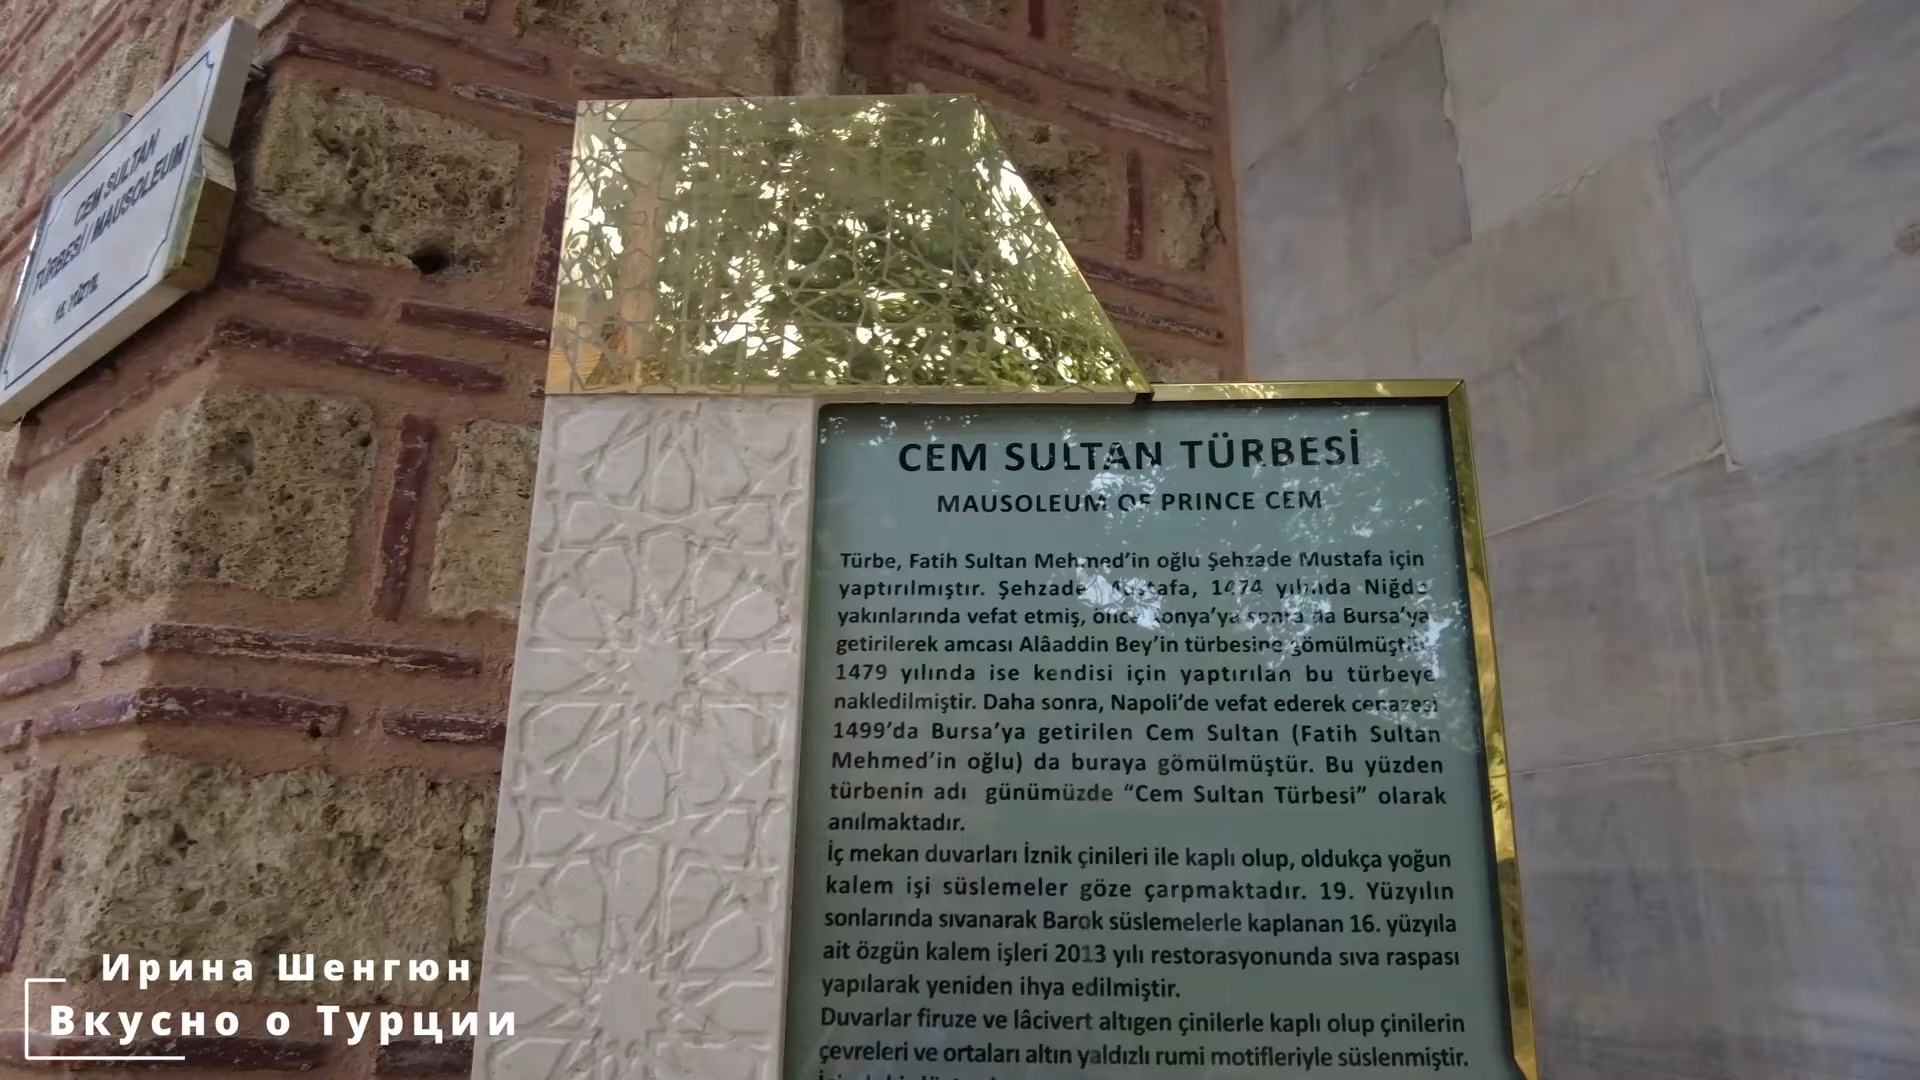 CEM SULTAN
TÜRBESİ / MAUSOLEUM
15. YÜZYIL
CEM SULTAN TÜRBESİ
MAUSOLEUM OF PRINCE CEM
Türbe, Fatih Sultan Mehmed’in oğlu Şehzade Mustafa için
yaptırılmıştır. Şehzade Mustafa, 1474 yılında Niğde
yakınlarında vefat etmiş, önce Konya’ya sonra da Bursa’ya
getirilerek amcası Alâaddin Bey’in türbesine gömülmüştür.
1479 yılında ise kendisi için yaptırılan bu türbeye
nakledilmiştir. Daha sonra, Napoli’de vefat ederek cenazesi
1499’da Bursa’ya getirilen Cem Sultan (Fatih Sultan
Mehmed’in oğlu) da buraya gömülmüştür. Bu yüzden
türbenin adı günümüzde “Cem Sultan Türbesi” olarak
anılmaktadır.
İç mekan duvarları İznik çinileri ile kaplı olup, oldukça yoğun
kalem işi süslemeler göze çarpmaktadır. 19. Yüzyılın
sonlarında sıvanarak Barok süslemelerle kaplanan 16. yüzyıla
ait özgün kalem işleri 2013 yılı restorasyonunda sıva raspası
yapılarak yeniden ihya edilmiştir.
Duvarlar firuze ve lâcivert altıgen çinilerle kaplı olup çinilerin
çevreleri ve ortaları altın yaldızlı rumi motifleriyle süslenmiştir.
Ирина Шенгюн
Вкусно о Турции